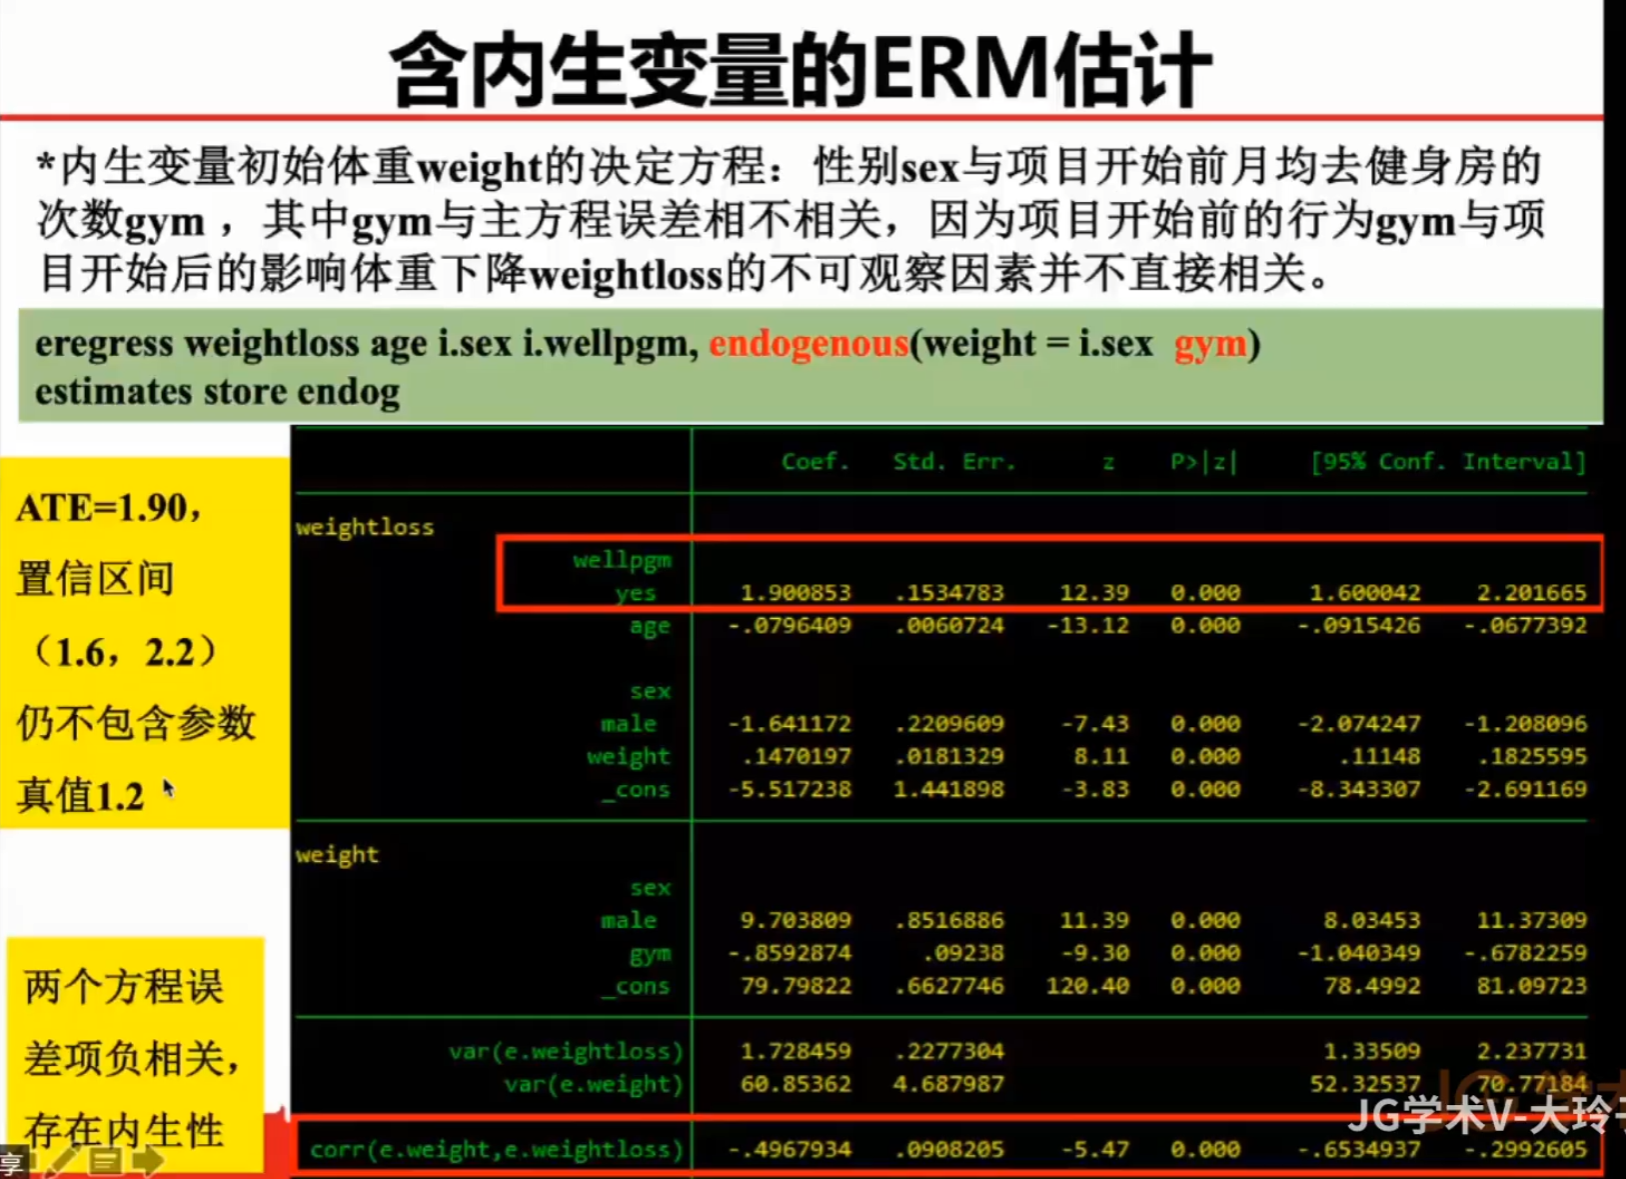 含内生变量的ERM估计
*内生变量初始体重weight的决定方程：性别sex与项目开始前月均去健身房的
次数gym，其中gym与主方程误差相不相关，因为项目开始前的行为gym与项
目开始后的影响体重下降weightloss的不可观察因素并不直接相关。
eregress weightloss age i.sex i.wellpgm, endogenous(weight = i.sex gym)
estimates store endog
ATE=1.90，
置信区间
（1.6，2.2）
仍不包含参数
真值1.2
两个方程误
差项负相关，
存在内生性
Coef. Std. Err. z P>|z| [95% Conf. Interval]
weightloss
wellpgm
yes 1.900853 .1534783 12.39 0.000 1.600042 2.201665
age -.0796409 .0060724 -13.12 0.000 -.0915426 -.0677392
sex
male -1.641172 .2209609 -7.43 0.000 -2.074247 -1.208096
weight .1470197 .0181329 8.11 0.000 .11148 .1825595
_cons -5.517238 1.441898 -3.83 0.000 -8.343307 -2.691169
weight
sex
male 9.703809 .8516886 11.39 0.000 8.03453 11.37309
gym -.8592874 .09238 -9.30 0.000 -1.040349 -.6782259
_cons 79.79822 .6627746 120.40 0.000 78.4992 81.09723
var(e.weightloss) 1.728459 .2277304 1.33509 2.237731
var(e.weight) 60.85362 4.687987 52.32537 70.77184
corr(e.weight,e.weightloss) -.4967934 .0908205 -5.47 0.000 -.6534937 -.2992605
JG学术V-大玲
享